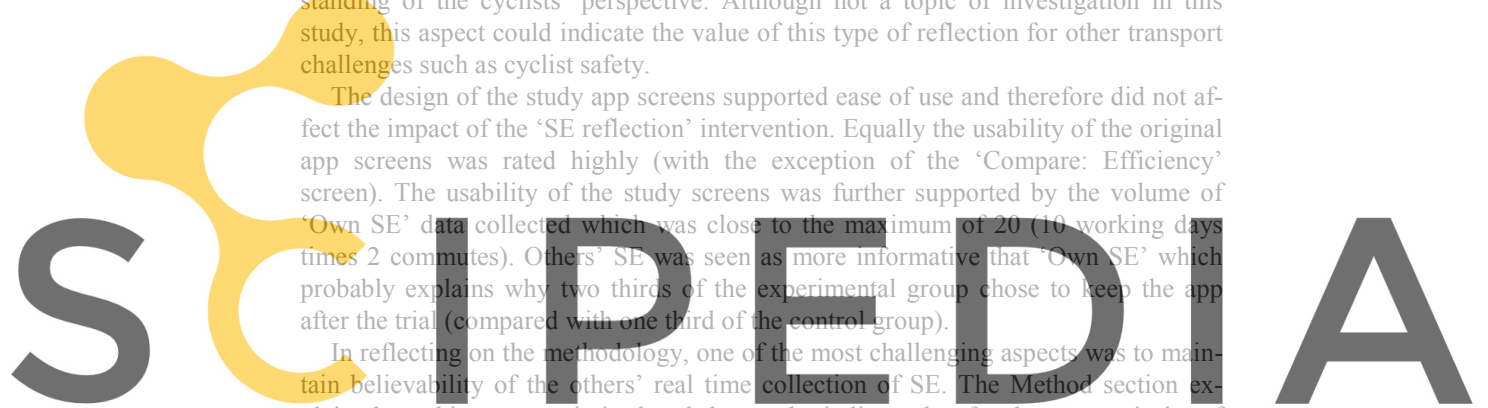 standing of the cyclists' perspective. Although not a topic of investigation in this
study, this aspect could indicate the value of this type of reflection for other transport
challenges such as cyclist safety.
The design of the study app screens supported ease of use and therefore did not af-
fect the impact of the 'SE reflection' intervention. Equally the usability of the original
app screens was rated highly (with the exception of the 'Compare: Efficiency'
screen). The usability of the study screens was further supported by the volume of
'Own SE' data collected which was close to the maximum of 20 (10 working days
times 2 commutes). Others' SE was seen as more informative that 'Own SE' which
probably explains why two thirds of the experimental group chose to keep the app
after the trial (compared with one third of the control group).
In reflecting on the methodology, one of the most challenging aspects was to main-
tain believability of the others' real time collection of SE. The Method section ex-
SCIPEDIA